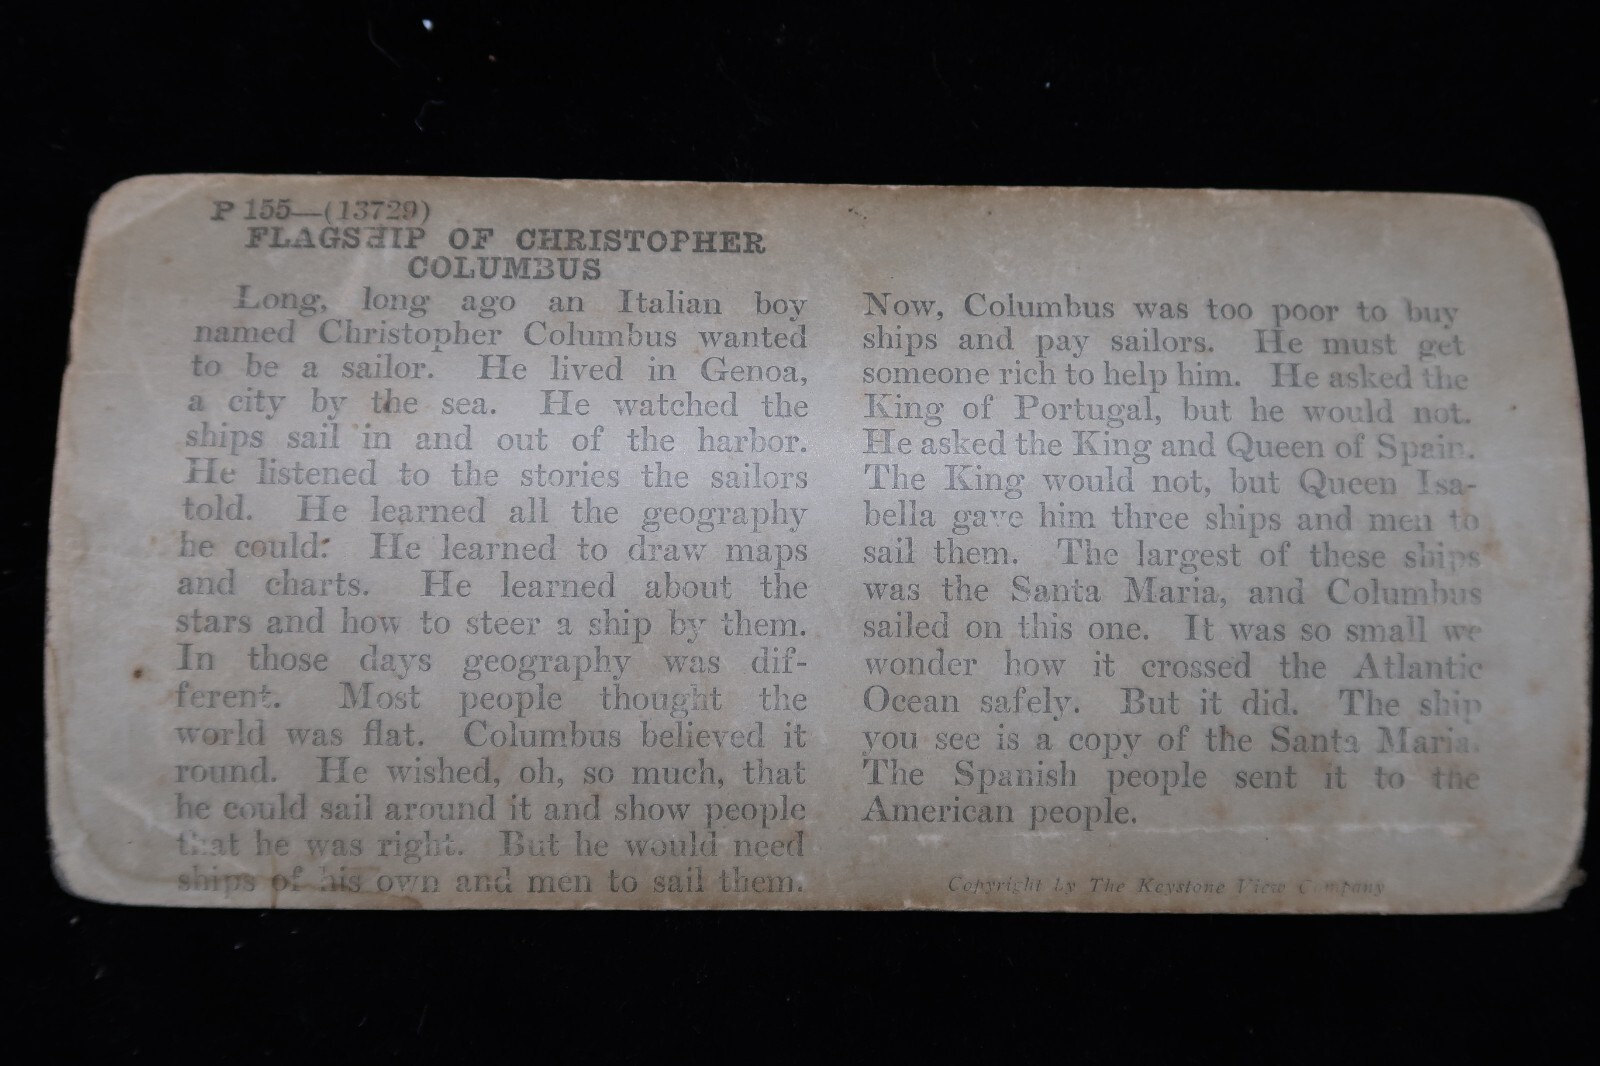 P 155—(13729)
FLAGSHIP OF CHRISTOPHER
COLUMBUS
Long, long ago an Italian boy
named Christopher Columbus wanted
to be a sailor. He lived in Genoa,
a city by the sea. He watched the
ships sail in and out of the harbor.
He listened to the stories the sailors
told. He learned all the geography
he could. He learned to draw maps
and charts. He learned about the
stars and how to steer a ship by them.
In those days geography was dif-
ferent. Most people thought the
world was flat. Columbus believed it
round. He wished, oh, so much, that
he could sail around it and show people
that he was right. But he would need
ships of his own and men to sail them.
Now, Columbus was too poor to buy
ships and pay sailors. He must get
someone rich to help him. He asked the
King of Portugal, but he would not.
He asked the King and Queen of Spain.
The King would not, but Queen Isa-
bella gave him three ships and men to
sail them. The largest of these ships
was the Santa Maria, and Columbus
sailed on this one. It was so small we
wonder how it crossed the Atlantic
Ocean safely. But it did. The ship
you see is a copy of the Santa Maria.
The Spanish people sent it to the
American people.
Copyright by The Keystone View Company